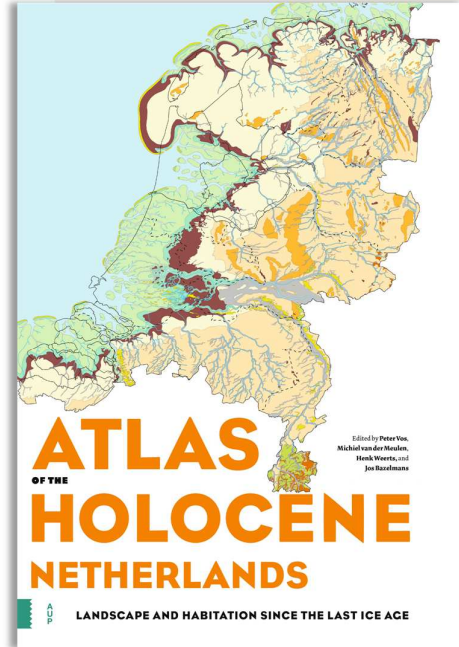 Edited by Peter Vos,
Michiel van der Meulen,
Henk Weerts, and
Jos Bazelmans
ATLAS
OF THE
HOLOCENE
NETHERLANDS
AUP
LANDSCAPE AND HABITATION SINCE THE LAST ICE AGE